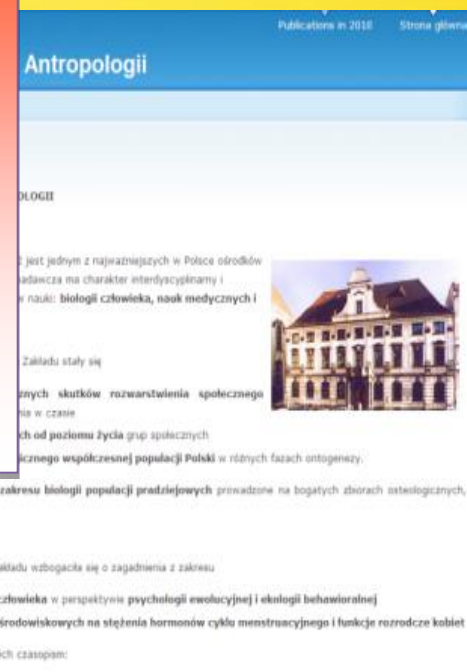 Publications in 2010 Strona główna
Antropologii
OLOGII
jest jednym z najważniejszych w Polsce ośrodków
adawcza ma charakter interdyscyplinarny i
nauki: biologii człowieka, nauk medycznych i
Zakładu stały się
znych skutków rozwarstwienia społecznego
nia w czasie
ch od poziomu życia grup społecznych
icznego współczesnej populacji Polski w różnych fazach ontogenezy.
zakresu biologii populacji pradziejowych prowadzone na bogatych zbiorach osteologicznych,
akładu wzbogaciła się o zagadnienia z zakresu
człowieka w perspektywie psychologii ewolucyjnej i ekologii behawioralnej
środowiskowych na stężenia hormonów cyklu menstruacyjnego i funkcje rozrodcze kobiet
ch czasopism: